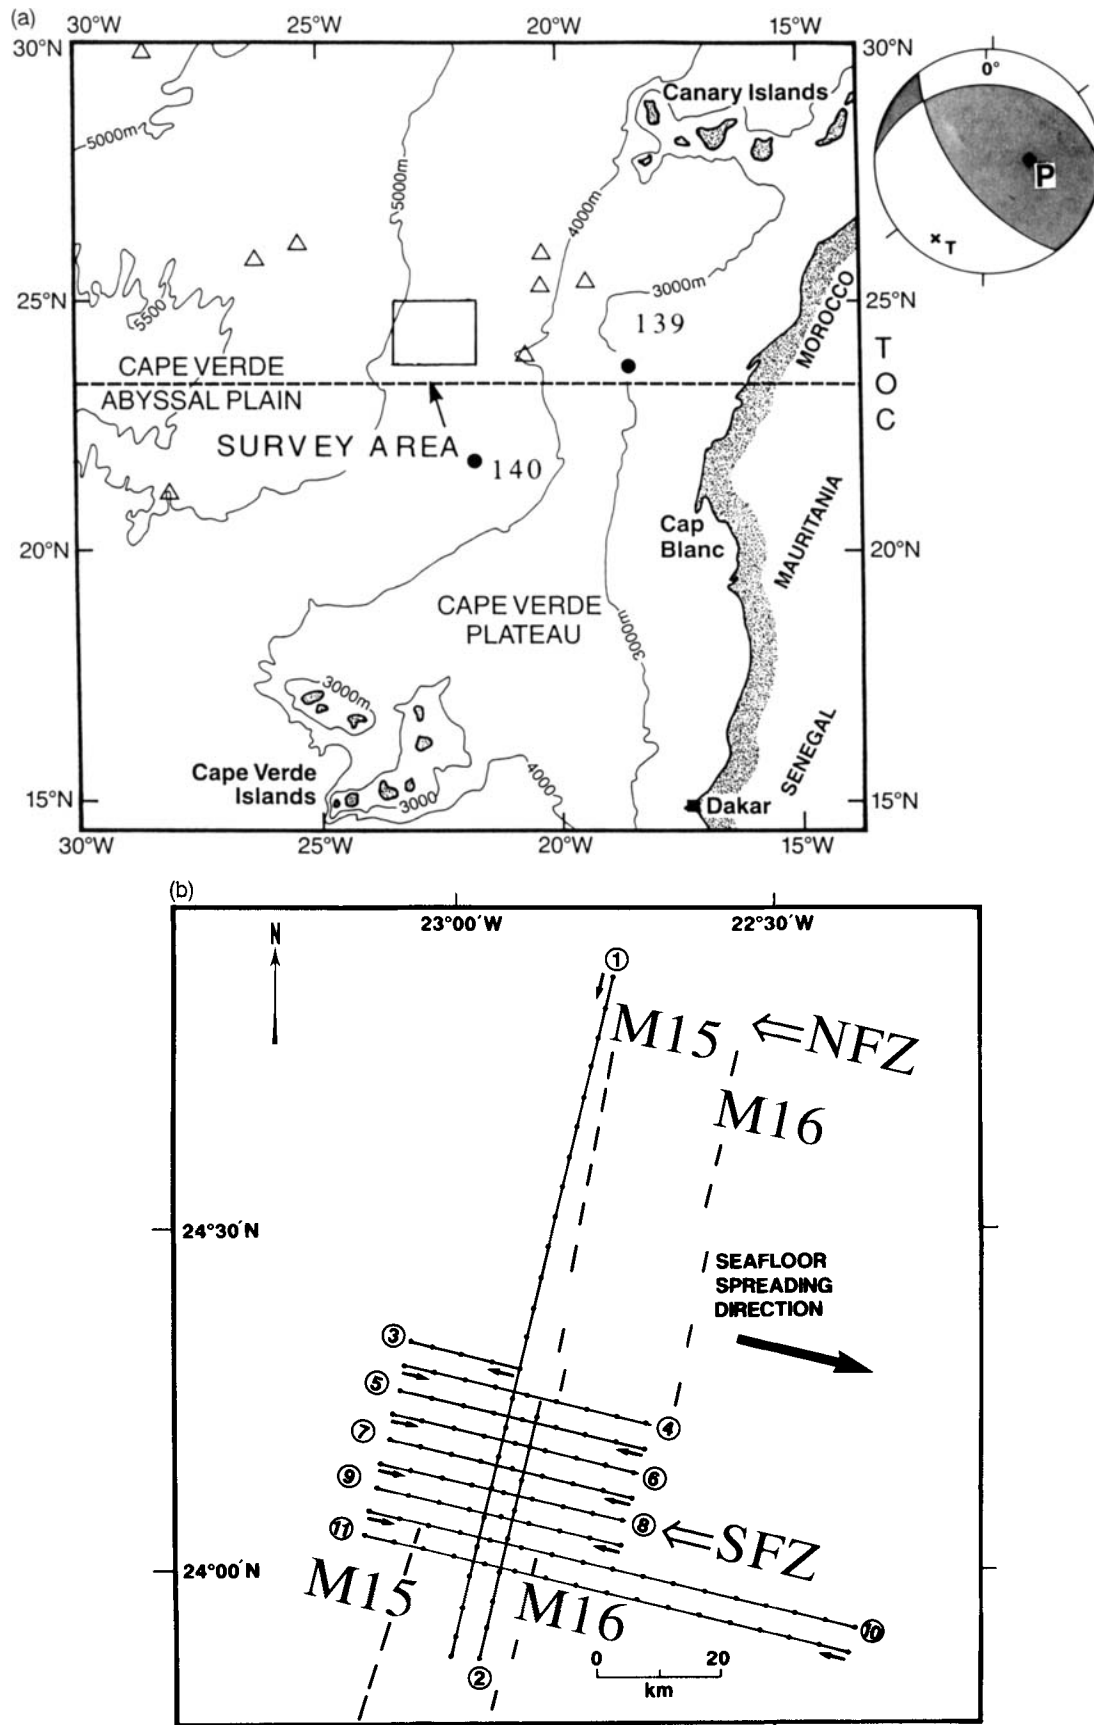 (a)
30°W
25°W
20°W
15°W
30°N
30°N
0°
Canary Islands
5000m
5000m
4000m
P
T
3000m
25°N
25°N
5500
139
MOROCCO
T
O
C
CAPE VERDE
ABYSSAL PLAIN
SURVEY AREA
140
MAURITANIA
Cap
Blanc
20°N
20°N
CAPE VERDE
PLATEAU
3000m
3000m
SENEGAL
Cape Verde
Islands
4000
3000
Dakar
15°N
15°N
30°W
25°W
20°W
15°W
(b)
23°00'W
22°30'W
N
1
M15
⇐NFZ
M16
24°30'N
SEAFLOOR
SPREADING
DIRECTION
3
5
4
7
6
9
8
⇐SFZ
11
24°00'N
M15
M16
10
2
0
20
km